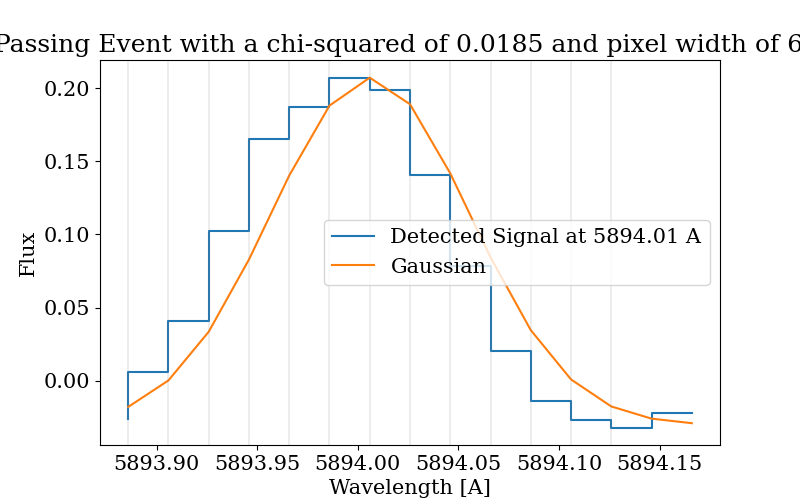 Passing Event with a chi-squared of 0.0185 and pixel width of 6
0.20
0.15
0.10
0.05
0.00
Flux
Detected Signal at 5894.01 A
Gaussian
5893.90 5893.95 5894.00 5894.05 5894.10 5894.15
Wavelength [A]